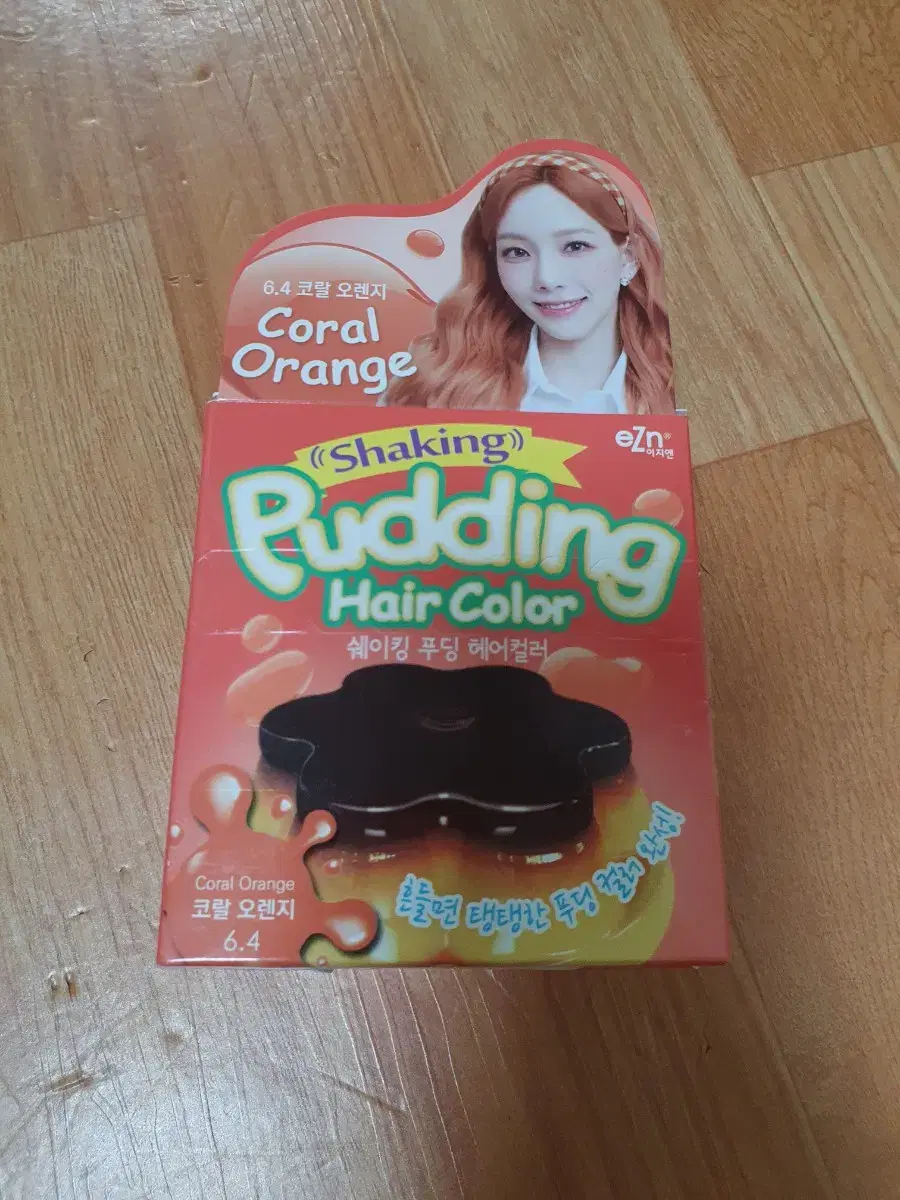 6.4 코랄 오렌지
Coral
Orange
((Shaking))
eZn®
이지엔
Pudding
Hair Color
쉐이킹 푸딩 헤어컬러
흔들면 탱탱한 푸딩 컬러 완성!
Coral Orange
코랄 오렌지
6.4